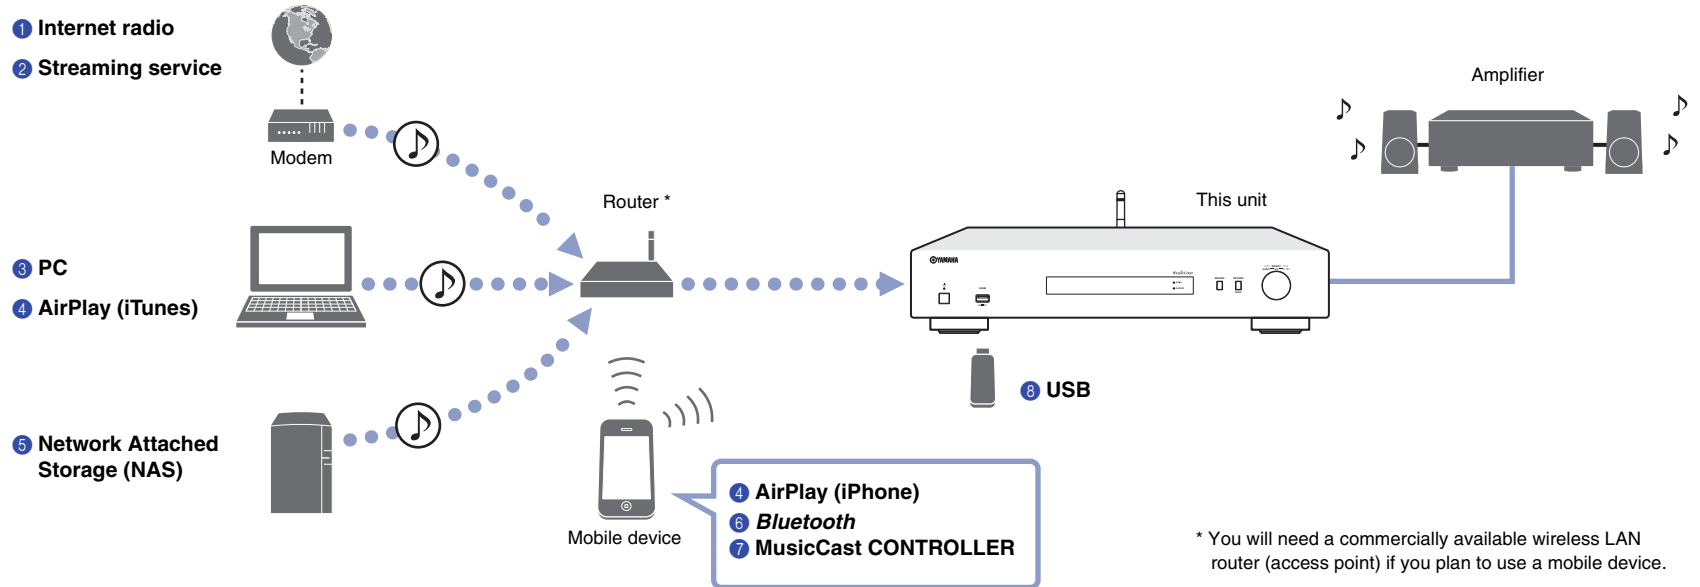 1 Internet radio
2 Streaming service
Modem
Amplifier
Router *
This unit
3 PC
4 AirPlay (iTunes)
YAMAHA
MusicCast
8 USB
5 Network Attached
Storage (NAS)
Mobile device
4 AirPlay (iPhone)
6 Bluetooth
7 MusicCast CONTROLLER
* You will need a commercially available wireless LAN
router (access point) if you plan to use a mobile device.